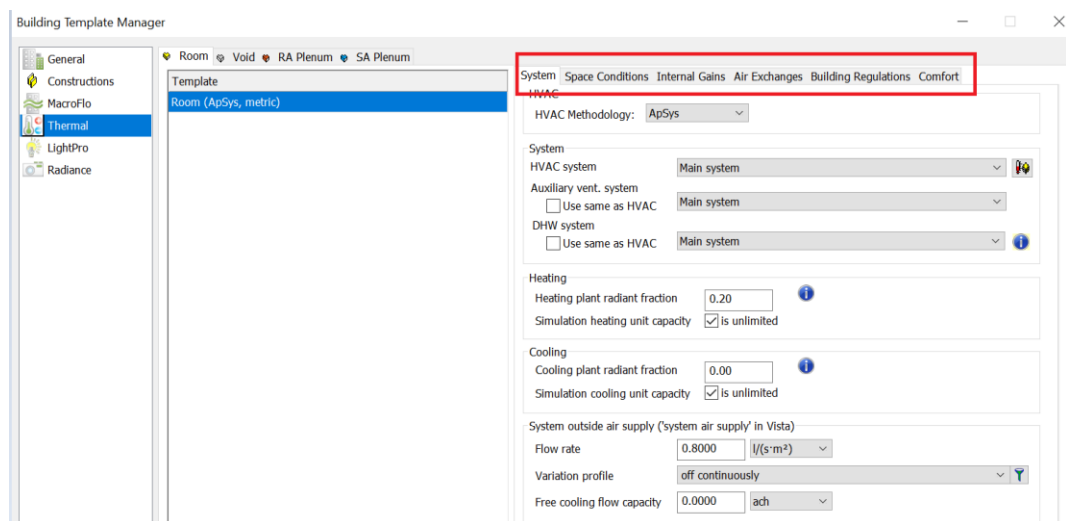 Building Template Manager
General
Constructions
MacroFlo
Thermal
LightPro
Radiance
Room Void RA Plenum SA Plenum
Template
Room (ApSys, metric)
System Space Conditions Internal Gains Air Exchanges Building Regulations Comfort
HVAC
HVAC Methodology: ApSys
System
HVAC system Main system
Auxiliary vent. system
Use same as HVAC Main system
DHW system
Use same as HVAC Main system
Heating
Heating plant radiant fraction 0.20
Simulation heating unit capacity is unlimited
Cooling
Cooling plant radiant fraction 0.00
Simulation cooling unit capacity is unlimited
System outside air supply ('system air supply' in Vista)
Flow rate 0.8000 l/(s·m²)
Variation profile off continuously
Free cooling flow capacity 0.0000 ach